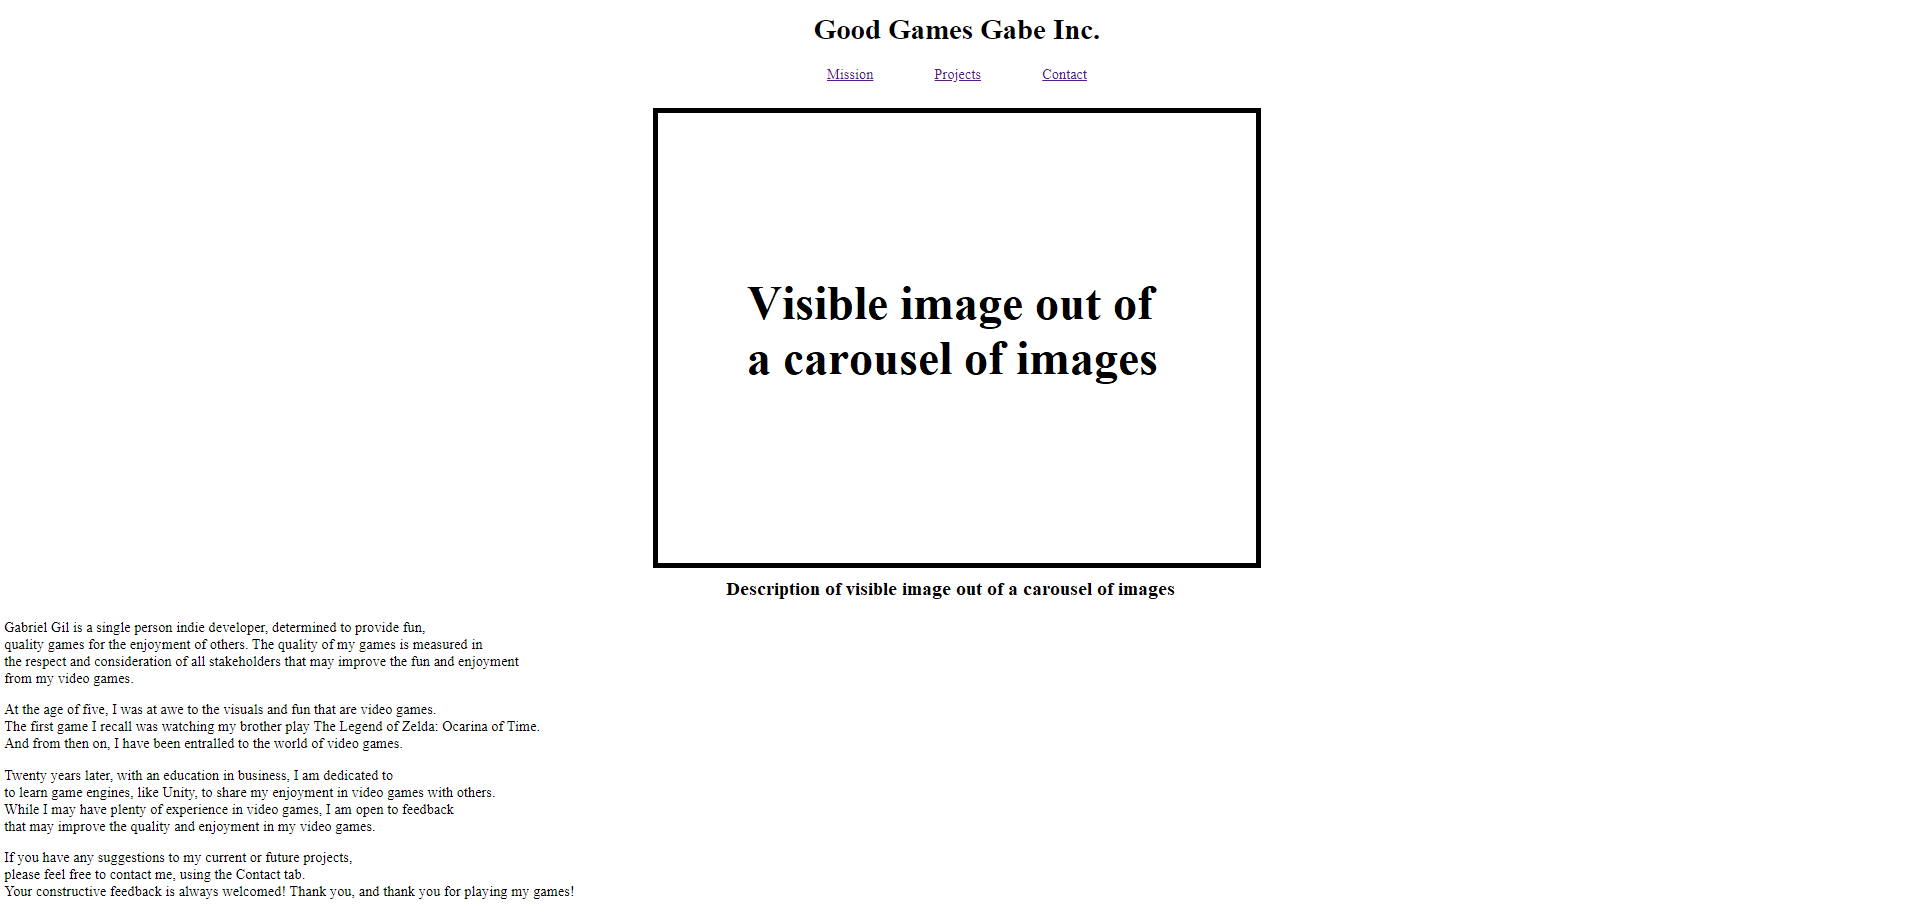 Good Games Gabe Inc.
Mission Projects Contact
Visible image out of
a carousel of images
Description of visible image out of a carousel of images
Gabriel Gil is a single person indie developer, determined to provide fun,
quality games for the enjoyment of others. The quality of my games is measured in
the respect and consideration of all stakeholders that may improve the fun and enjoyment
from my video games.
At the age of five, I was at awe to the visuals and fun that are video games.
The first game I recall was watching my brother play The Legend of Zelda: Ocarina of Time.
And from then on, I have been entralled to the world of video games.
Twenty years later, with an education in business, I am dedicated to
to learn game engines, like Unity, to share my enjoyment in video games with others.
While I may have plenty of experience in video games, I am open to feedback
that may improve the quality and enjoyment in my video games.
If you have any suggestions to my current or future projects,
please feel free to contact me, using the Contact tab.
Your constructive feedback is always welcomed! Thank you, and thank you for playing my games!